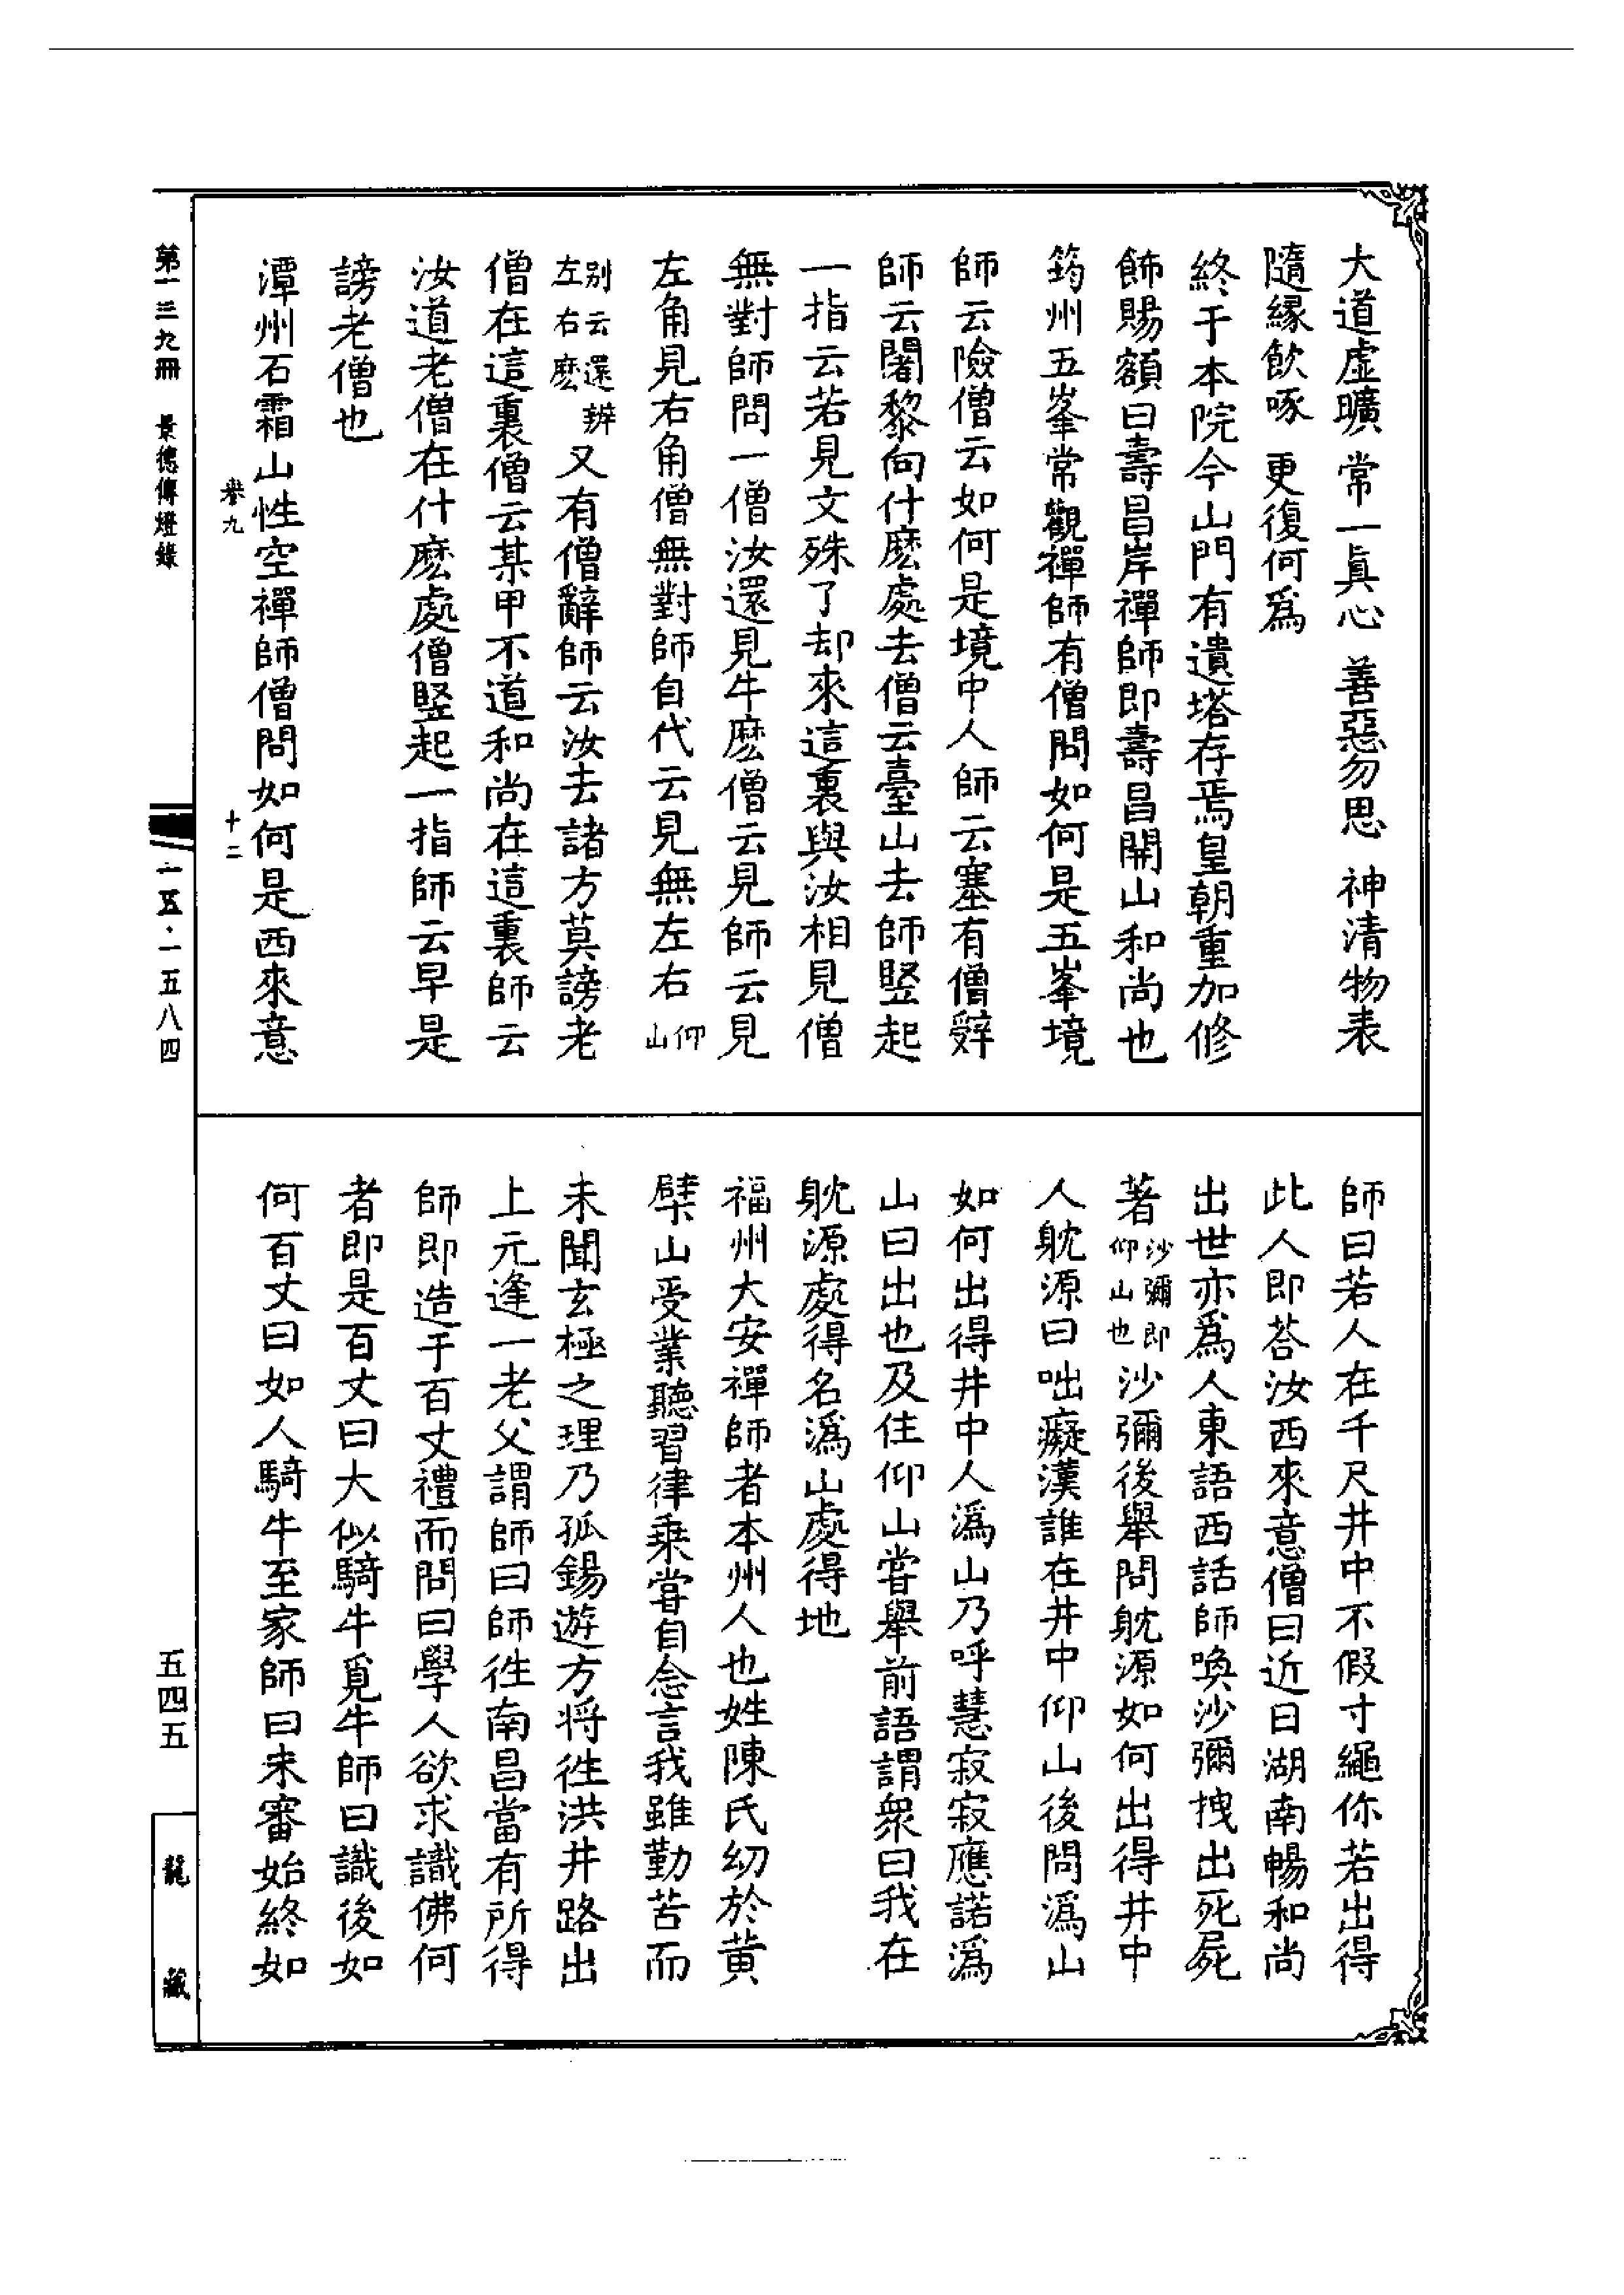 大道虛曠　常一眞心　善惡勿思　神清物表
隨緣飲啄　更復何爲
終于本院今山門有遺塔存焉皇朝重加修
飾賜額曰壽昌岸禪師即壽昌開山和尚也
筠州五峯常觀禪師有僧問如何是五峯境
師云險僧云如何是境中人師云塞有僧辭
師云闍黎向什麽處去僧云臺山去師竪起
一指云若見文殊了却來這裏與汝相見僧
無對師問一僧汝還見牛麽僧云見師云見
左角見右角僧無對師自代云見無左右仰山
别云還辨左右麽又有僧辭師云汝去諸方莫謗老
僧在這裏僧云某甲不道和尚在這裏師云
汝道老僧在什麽處僧竪起一指師云早是
謗老僧也
潭州石霜山性空禪師僧問如何是西來意
師曰若人在千尺井中不假寸繩你若出得
此人即荅汝西來意僧曰近日湖南暢和尚
出世亦爲人東語西話師喚沙彌拽出死屍
著沙彌即仰山也沙彌後舉問躭源如何出得井中
人躭源曰咄癡漢誰在井中仰山後問溈山
如何出得井中人溈山乃呼慧寂寂應諾溈
山曰出也及住仰山嘗舉前語謂衆曰我在
躭源處得名溈山處得地
福州大安禪師者本州人也姓陳氏幼於黄
檗山受業聽習律乘嘗自念言我雖勤苦而
未聞玄極之理乃孤錫遊方將徃洪井路出
上元逢一老父謂師曰師徃南昌當有所得
師即造于百丈禮而問曰學人欲求識佛何
者即是百丈曰大似騎牛覓牛師曰識後如
何百丈曰如人騎牛至家師曰未審始終如
卷九　十二
第一三九冊　景德傳燈錄　一五·一五八四
五四五
龍藏